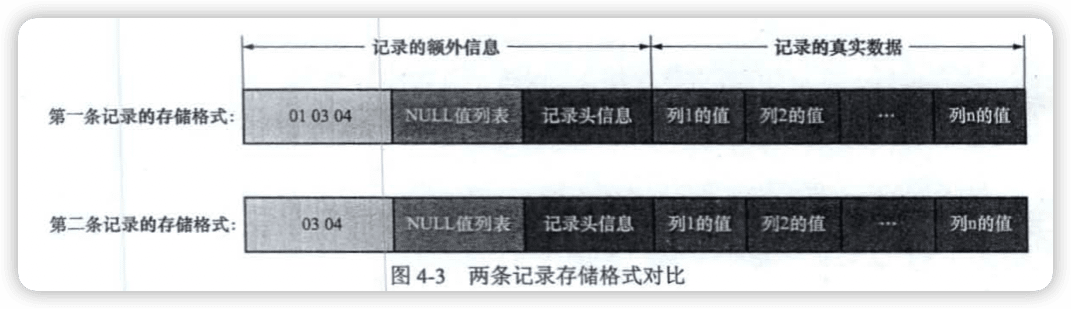 记录的额外信息 记录的真实数据
第一条记录的存储格式: 01 03 04 NULL值列表 记录头信息 列1的值 列2的值 … 列n的值
第二条记录的存储格式: 03 04 NULL值列表 记录头信息 列1的值 列2的值 … 列n的值
图 4-3 两条记录存储格式对比